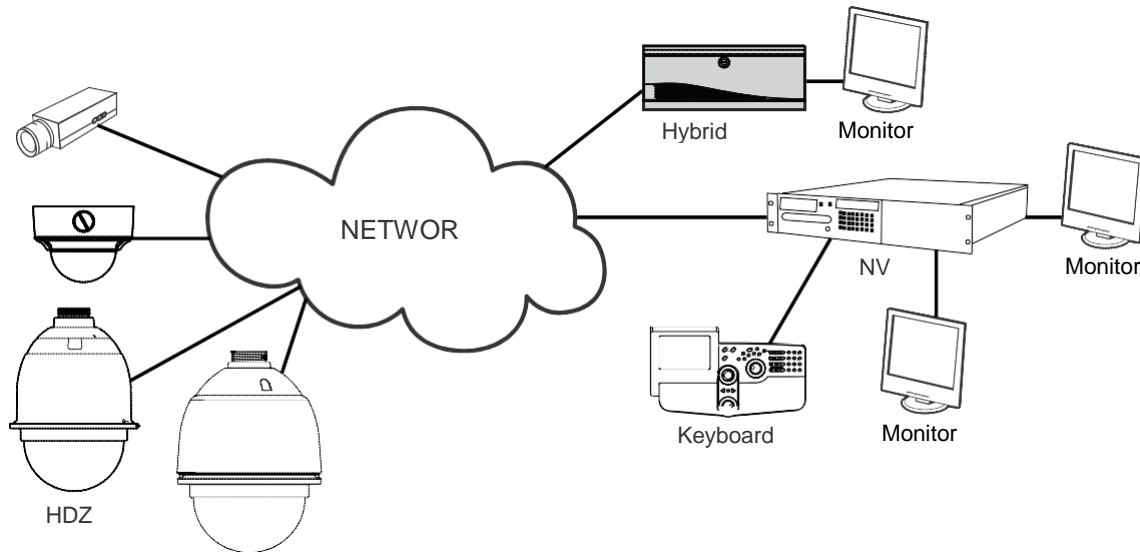 Hybrid
Monitor
NETWOR
NV
Monitor
Keyboard
Monitor
HDZ